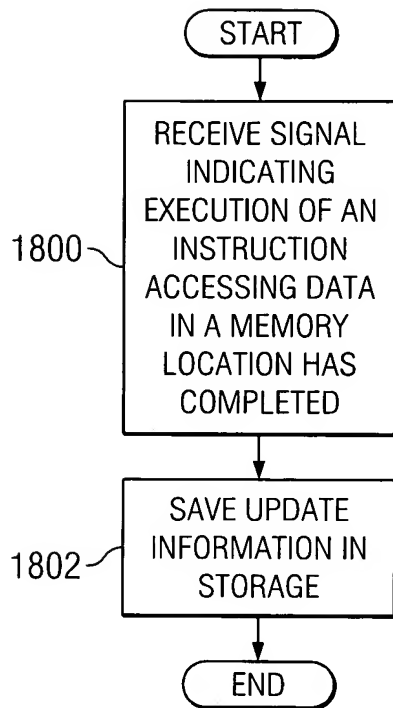 START
RECEIVE SIGNAL
INDICATING
EXECUTION OF AN
INSTRUCTION
ACCESSING DATA
IN A MEMORY
LOCATION HAS
COMPLETED
1800
SAVE UPDATE
INFORMATION IN
STORAGE
1802
END